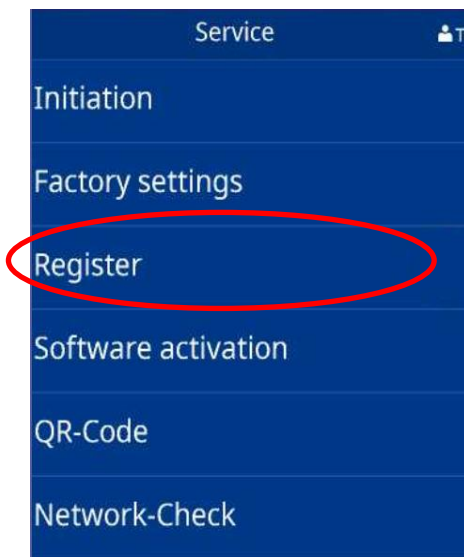 Service
Initiation
Factory settings
Register
Software activation
QR-Code
Network-Check